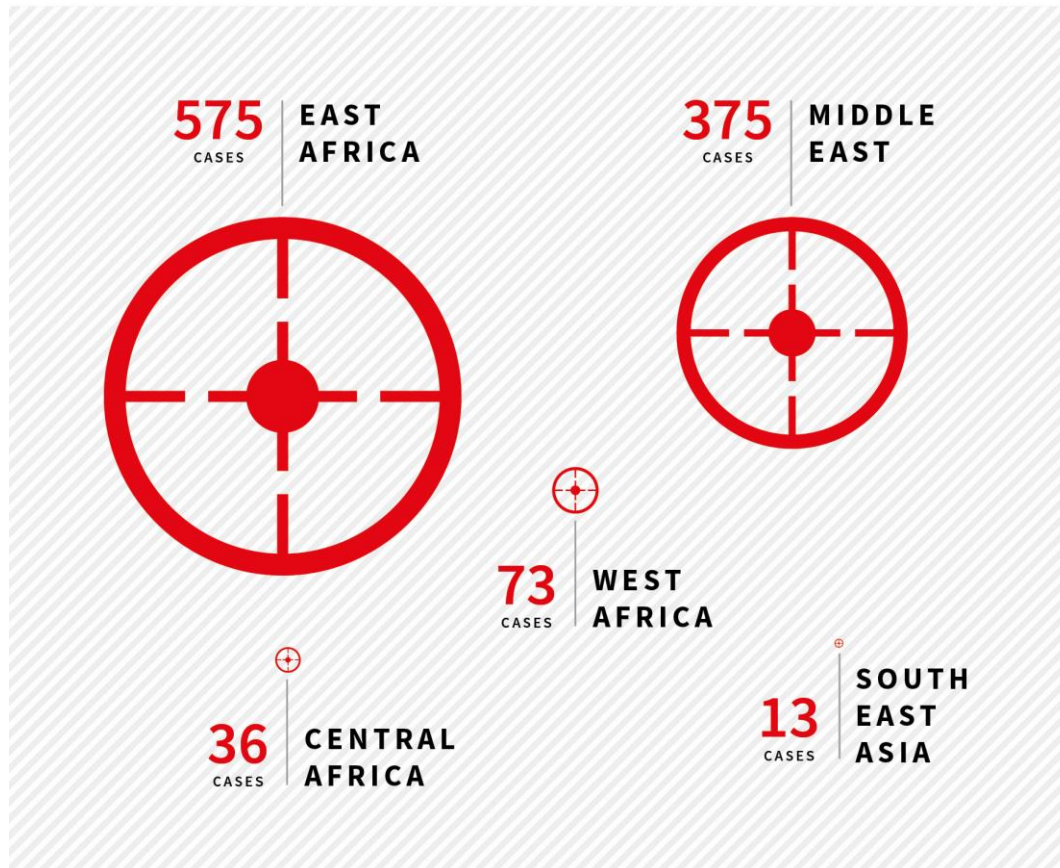 575
CASES
EAST
AFRICA
375
CASES
MIDDLE
EAST
73
CASES
WEST
AFRICA
36
CASES
CENTRAL
AFRICA
13
CASES
SOUTH
EAST
ASIA